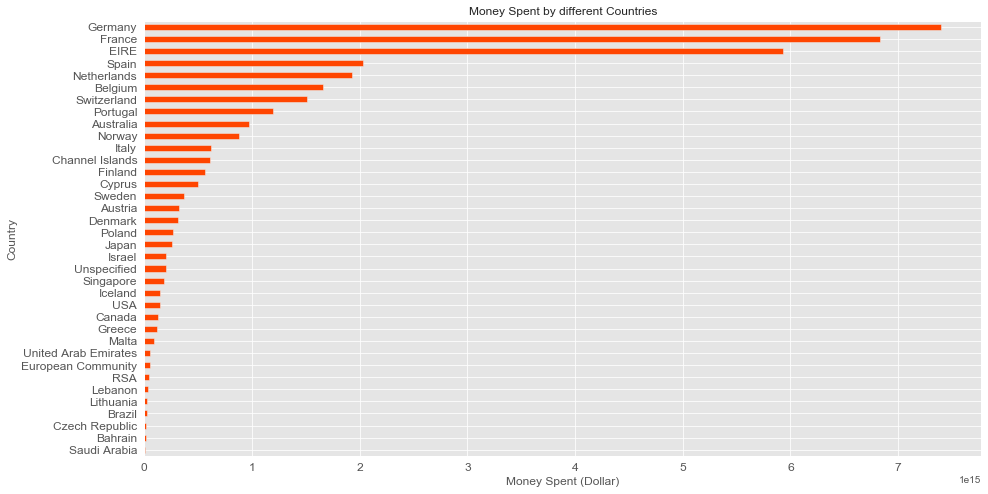 Money Spent by different Countries
Germany
France
EIRE
Spain
Netherlands
Belgium
Switzerland
Portugal
Australia
Norway
Italy
Channel Islands
Finland
Cyprus
Sweden
Austria
Denmark
Poland
Japan
Israel
Unspecified
Singapore
Iceland
USA
Canada
Greece
Malta
United Arab Emirates
European Community
RSA
Lebanon
Lithuania
Brazil
Czech Republic
Bahrain
Saudi Arabia
Country
0 1 2 3 4 5 6 7
1e15
Money Spent (Dollar)